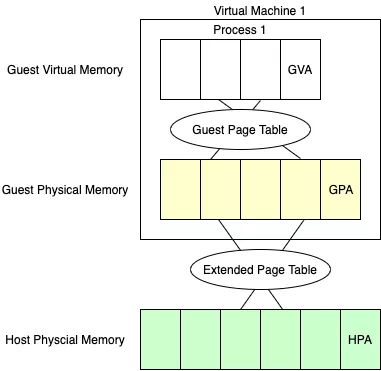 Virtual Machine 1
Process 1
Guest Virtual Memory
GVA
Guest Page Table
Guest Physical Memory
GPA
Extended Page Table
Host Physcial Memory
HPA